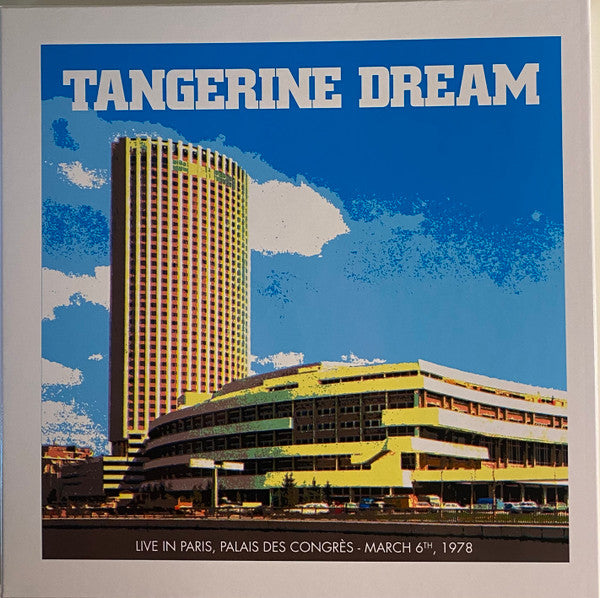 TANGERINE DREAM
LIVE IN PARIS, PALAIS DES CONGRÈS - MARCH 6TH, 1978